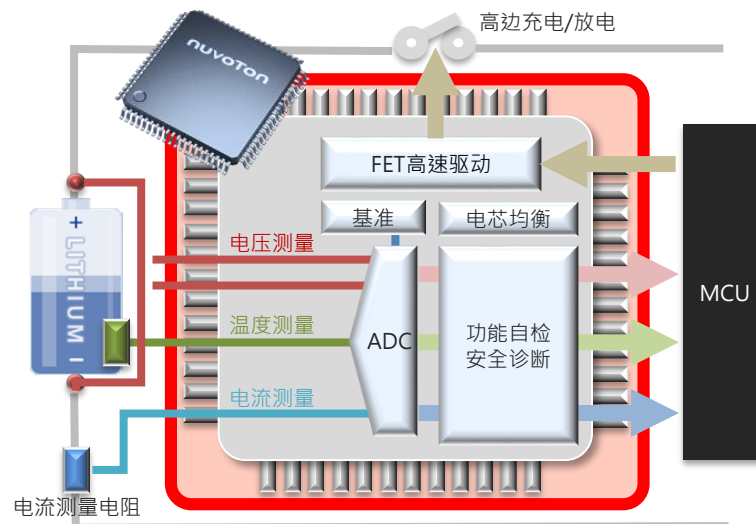 高边充电/放电
nuvoTon
FET高速驱动
基准
电芯均衡
电压测量
+ LITHIUM I
MCU
温度测量
ADC
功能自检
安全诊断
电流测量
电流测量电阻